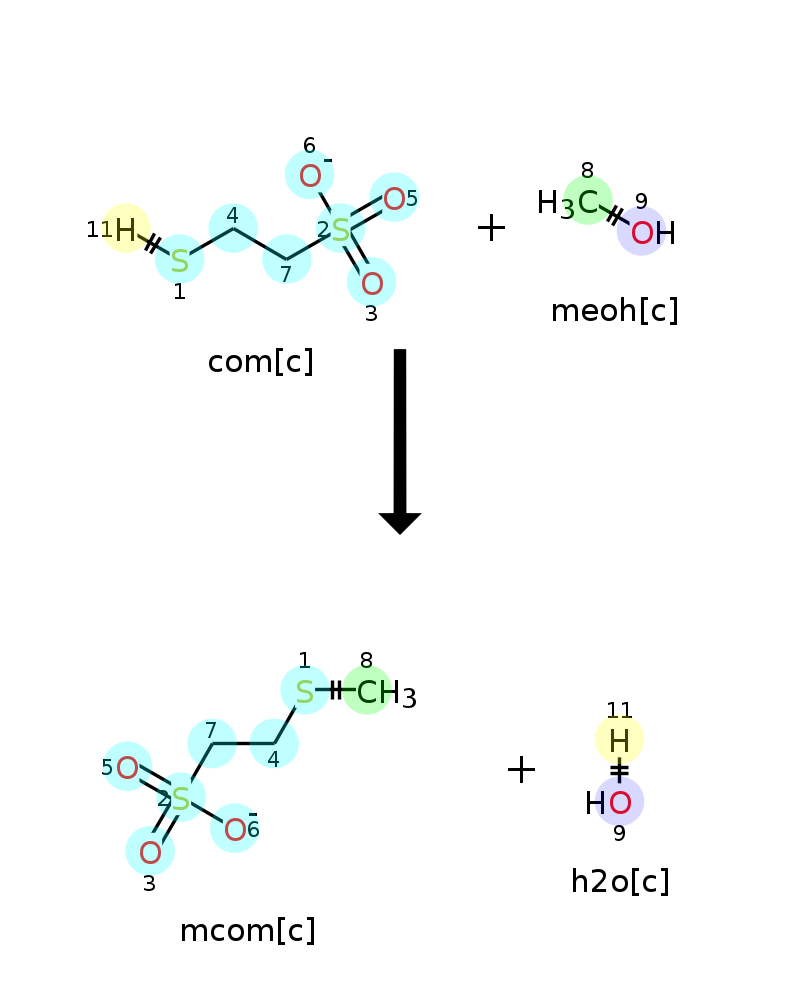 6
8
O-
9
4
O5
H3C
11H
2S
+
OH
S
7
O
1
3
meoh[c]
com[c]
1
8
S
CH3
11
7
H
4
5O
+
2S
HO
O-6
9
O
3
h2o[c]
mcom[c]